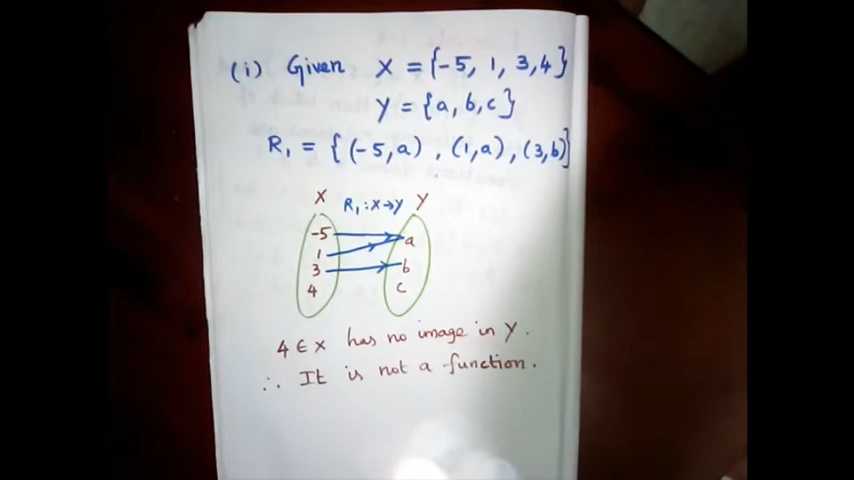 (i) Given X = {-5, 1, 3, 4}
Y = {a, b, c}
R₁ = {(-5, a), (1, a), (3, b)}
X R₁ : X → Y Y
-5 a
1
3 b
4 c
4 ∈ X has no image in Y.
∴ It is not a function.